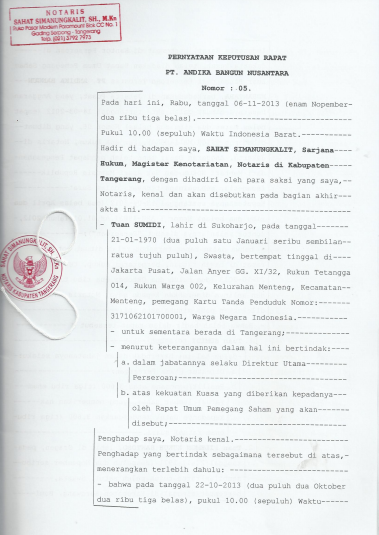 NOTARIS
SAHAT SIMANUNGKALIT, SH., M.Kn
Ruko Pasar Modern Paramount Blok CC No. 1
Gading Serpong - Tangerang
Telp. (021) 5792 7975
PERNYATAAN KEPUTUSAN RAPAT
PT. ANDIKA BANGUN NUSANTARA
Nomor : 05.
Pada hari ini, Rabu, tanggal 06-11-2013 (enam Nopember-
dua ribu tiga belas).
Pukul 10.00 (sepuluh) Waktu Indonesia Barat.
Hadir di hadapan saya, SAHAT SIMANUNGKALIT, Sarjana
Hukum, Magister Kenotariatan, Notaris di Kabupaten
Tangerang, dengan dihadiri oleh para saksi yang saya,
Notaris, kenal dan akan disebutkan pada bagian akhir
akta ini.
- Tuan SUMIDI, lahir di Sukoharjo, pada tanggal
21-01-1970 (dua puluh satu Januari seribu sembilan-
ratus tujuh puluh), Swasta, bertempat tinggal di
Jakarta Pusat, Jalan Anyer GG. XI/32, Rukun Tetangga
014, Rukun Warga 002, Kelurahan Menteng, Kecamatan
Menteng, pemegang Kartu Tanda Penduduk Nomor:
3171062101700001, Warga Negara Indonesia.
- untuk sementara berada di Tangerang;
- menurut keterangannya dalam hal ini bertindak:
a. dalam jabatannya selaku Direktur Utama
Perseroan;
b. atas kekuatan Kuasa yang diberikan kepadanya
oleh Rapat Umum Pemegang Saham yang akan
disebut;
Penghadap saya, Notaris kenal.
Penghadap yang bertindak sebagaimana tersebut di atas,-
menerangkan terlebih dahulu:
- bahwa pada tanggal 22-10-2013 (dua puluh dua Oktober
dua ribu tiga belas), pukul 10.00 (sepuluh) Waktu
SAHAT SIMANUNGKALIT, SH
NOTARIS KABUPATEN TANGERANG